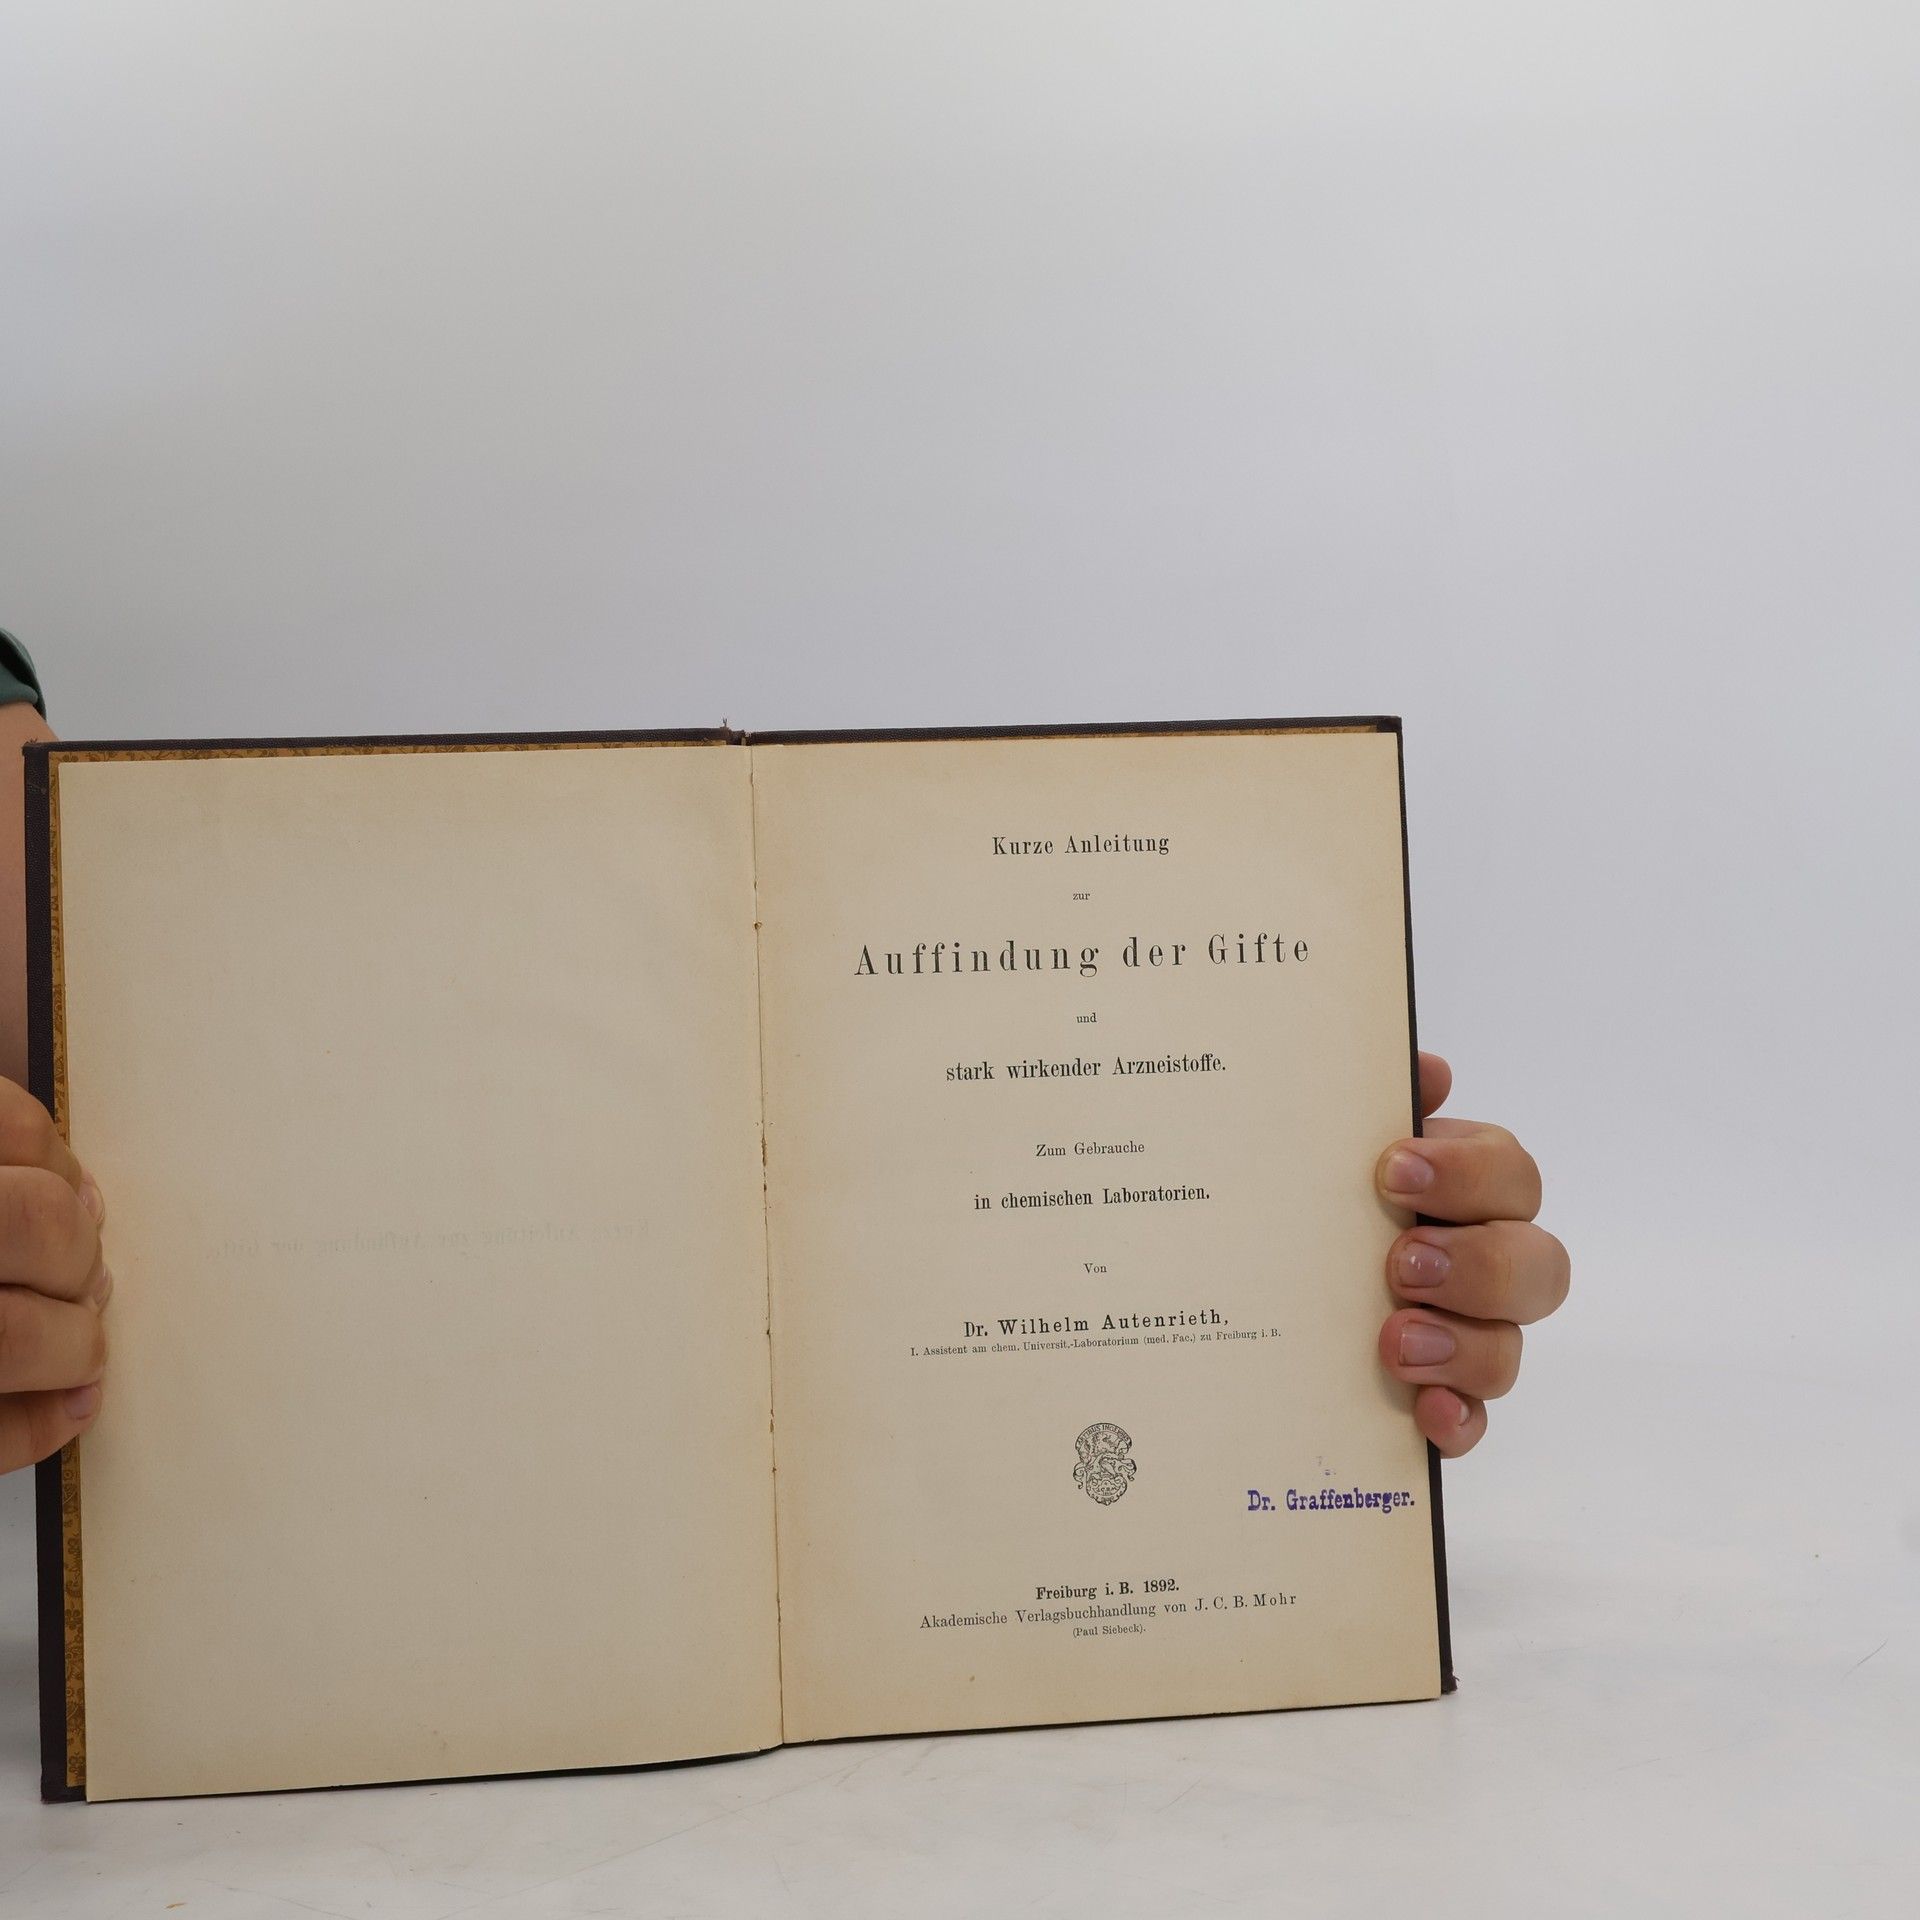 Kurze Anleitung
zur
Auffindung der Gifte
und
stark wirkender Arzneistoffe.
Zum Gebrauche
in chemischen Laboratorien.
Von
Dr. Wilhelm Autenrieth,
I. Assistent am chem. Universit.-Laboratorium (med. Fac.) zu Freiburg i. B.
Dr. Graffenberger.
Freiburg i. B. 1892.
Akademische Verlagsbuchhandlung von J. C. B. Mohr
(Paul Siebeck).